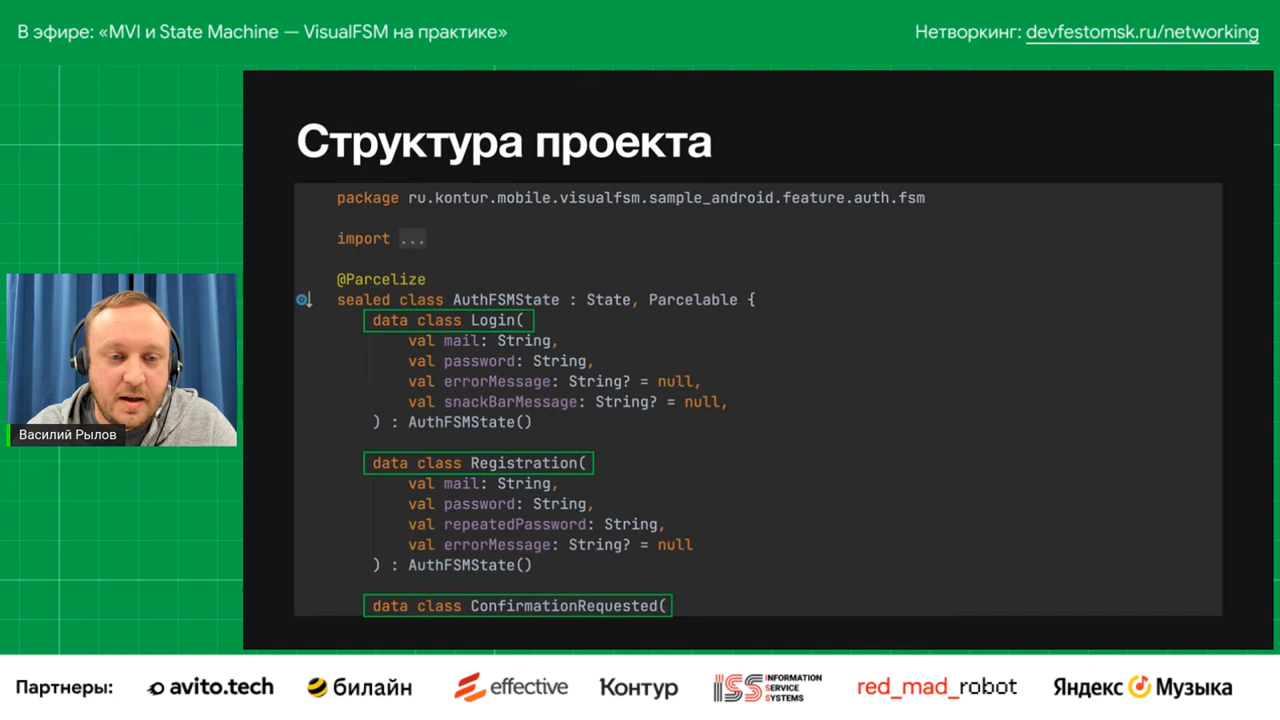 В эфире: «MVI и State Machine — VisualFSM на практике»
Нетворкинг: devfestomsk.ru/networking
Структура проекта
package ru.kontur.mobile.visualfsm.sample_android.feature.auth.fsm
import ...
@Parcelize
sealed class AuthFSMState : State, Parcelable {
data class Login(
val mail: String,
val password: String,
val errorMessage: String? = null,
val snackBarMessage: String? = null,
) : AuthFSMState()
data class Registration(
val mail: String,
val password: String,
val repeatedPassword: String,
val errorMessage: String? = null
) : AuthFSMState()
data class ConfirmationRequested(
Василий Рылов
Партнеры:
avito.tech
билайн
effective
Контур
ISS INFORMATION
SERVICE
SYSTEMS
red_mad_robot
Яндекс Музыка